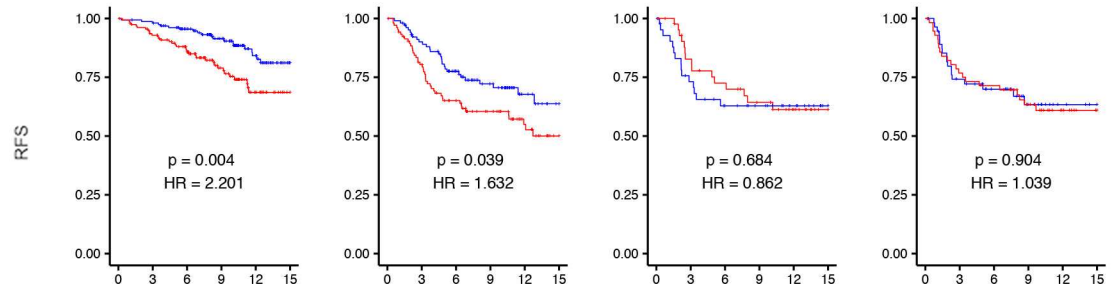 RFS
1.00
0.75
0.50
0.25
0.00
p = 0.004
HR = 2.201
0 3 6 9 12 15
1.00
0.75
0.50
0.25
0.00
p = 0.039
HR = 1.632
0 3 6 9 12 15
1.00
0.75
0.50
0.25
0.00
p = 0.684
HR = 0.862
0 3 6 9 12 15
1.00
0.75
0.50
0.25
0.00
p = 0.904
HR = 1.039
0 3 6 9 12 15